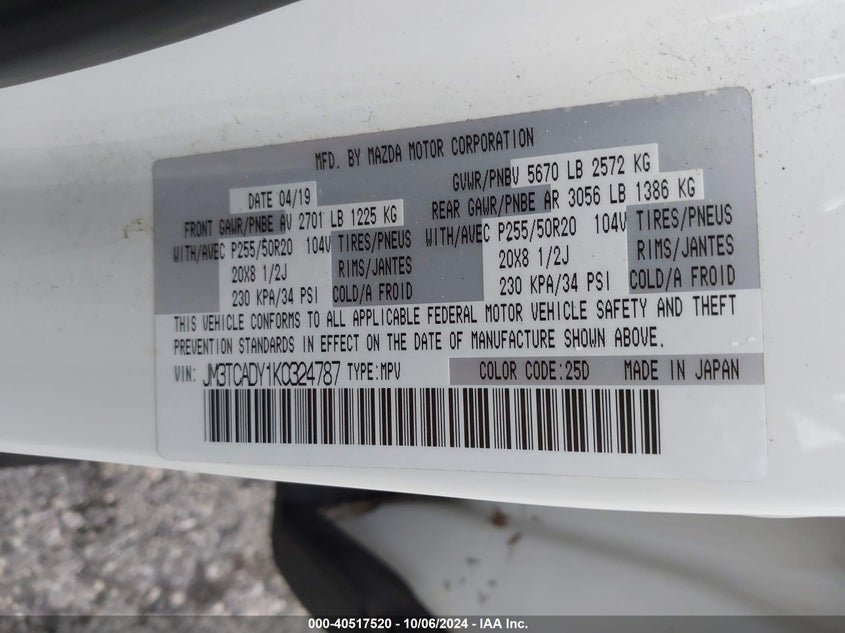 MFD. BY MAZDA MOTOR CORPORATION
DATE 04/19 GVWR/PNBV 5670 LB 2572 KG
FRONT GAWR/PNBE AV 2701 LB 1225 KG REAR GAWR/PNBE AR 3056 LB 1386 KG
WITH/AVEC P255/50R20 104V TIRES/PNEUS WITH/AVEC P255/50R20 104V TIRES/PNEUS
20X8 1/2J RIMS/JANTES 20X8 1/2J RIMS/JANTES
230 KPA/34 PSI COLD/A FROID 230 KPA/34 PSI COLD/A FROID
THIS VEHICLE CONFORMS TO ALL APPLICABLE FEDERAL MOTOR VEHICLE SAFETY AND THEFT
PREVENTION STANDARDS IN EFFECT ON THE DATE OF MANUFACTURE SHOWN ABOVE.
VIN: JM3TCADY1K0324787 TYPE:MPV COLOR CODE:25D MADE IN JAPAN
000-40517520 - 10/06/2024 - IAA Inc.